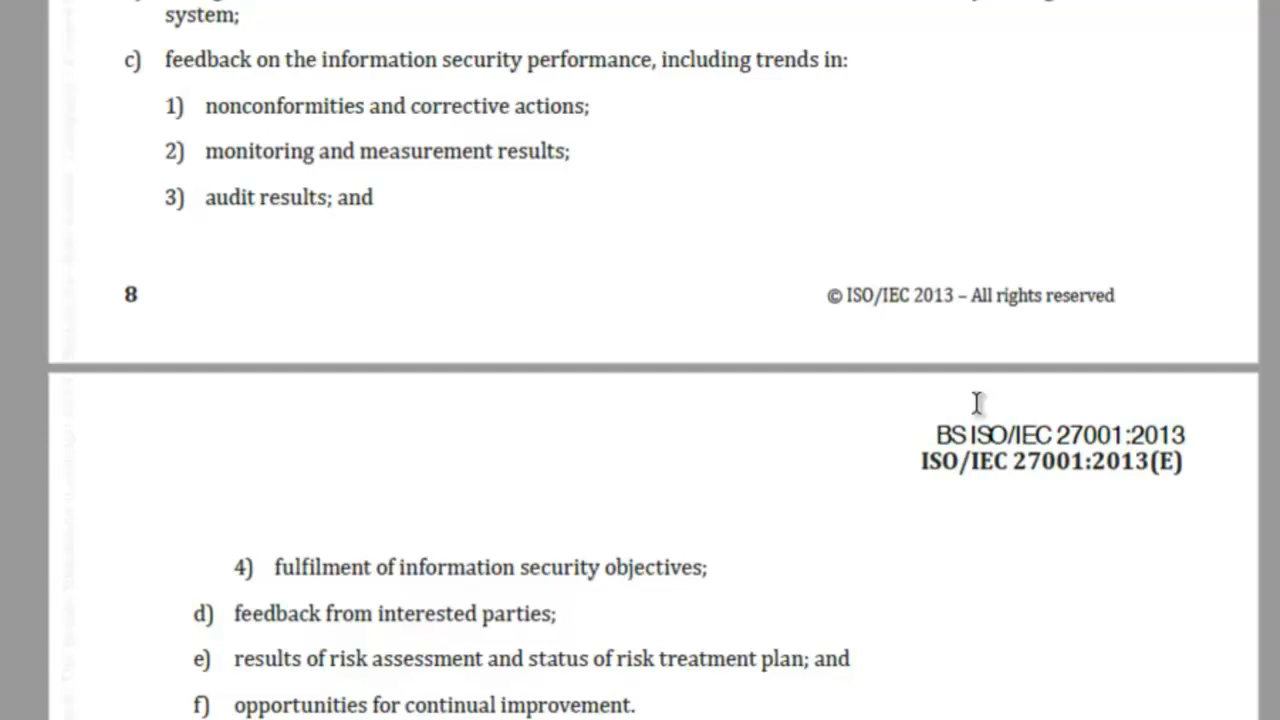 system;
c) feedback on the information security performance, including trends in:
1) nonconformities and corrective actions;
2) monitoring and measurement results;
3) audit results; and
8 © ISO/IEC 2013 – All rights reserved
BS ISO/IEC 27001:2013
ISO/IEC 27001:2013(E)
4) fulfilment of information security objectives;
d) feedback from interested parties;
e) results of risk assessment and status of risk treatment plan; and
f) opportunities for continual improvement.